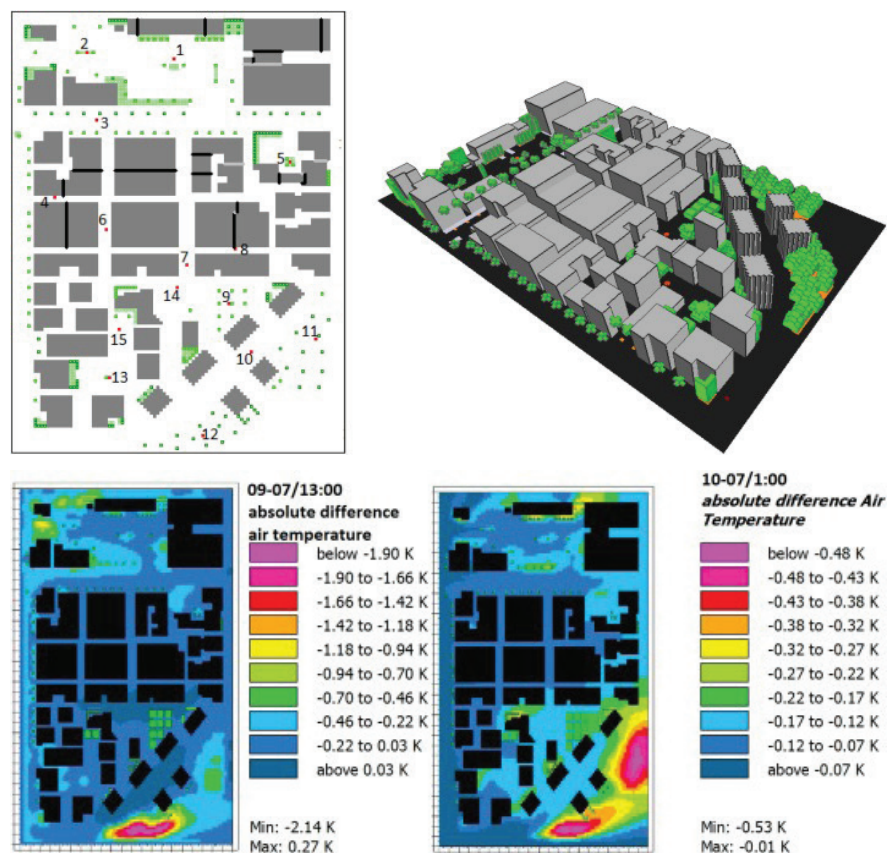 1
2
3
4
5
6
7
8
9
10
11
12
13
14
15
09-07/13:00
absolute difference
air temperature
below -1.90 K
-1.90 to -1.66 K
-1.66 to -1.42 K
-1.42 to -1.18 K
-1.18 to -0.94 K
-0.94 to -0.70 K
-0.70 to -0.46 K
-0.46 to -0.22 K
-0.22 to 0.03 K
above 0.03 K
Min: -2.14 K
Max: 0.27 K
10-07/1:00
absolute difference Air
Temperature
below -0.48 K
-0.48 to -0.43 K
-0.43 to -0.38 K
-0.38 to -0.32 K
-0.32 to -0.27 K
-0.27 to -0.22 K
-0.22 to -0.17 K
-0.17 to -0.12 K
-0.12 to -0.07 K
above -0.07 K
Min: -0.53 K
Max: -0.01 K